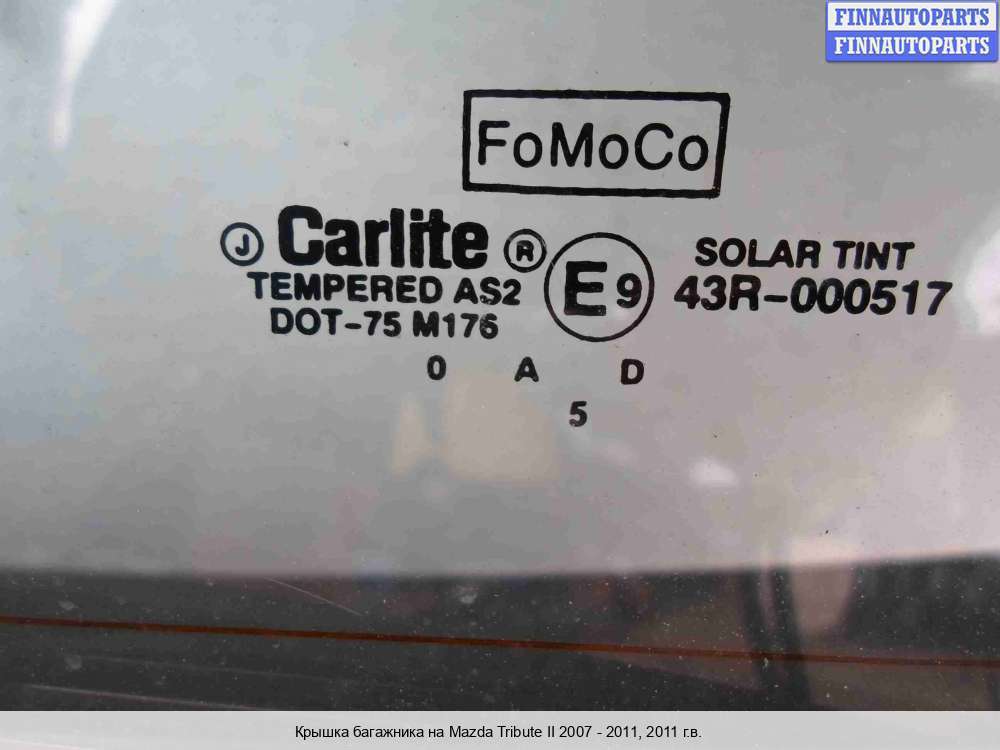 FINNAUTOPARTS
FINNAUTOPARTS
FoMoCo
J Carlite R
TEMPERED AS2
DOT-75 M176
E9
SOLAR TINT
43R-000517
0 A D
5
Крышка багажника на Mazda Tribute II 2007 - 2011, 2011 г.в.